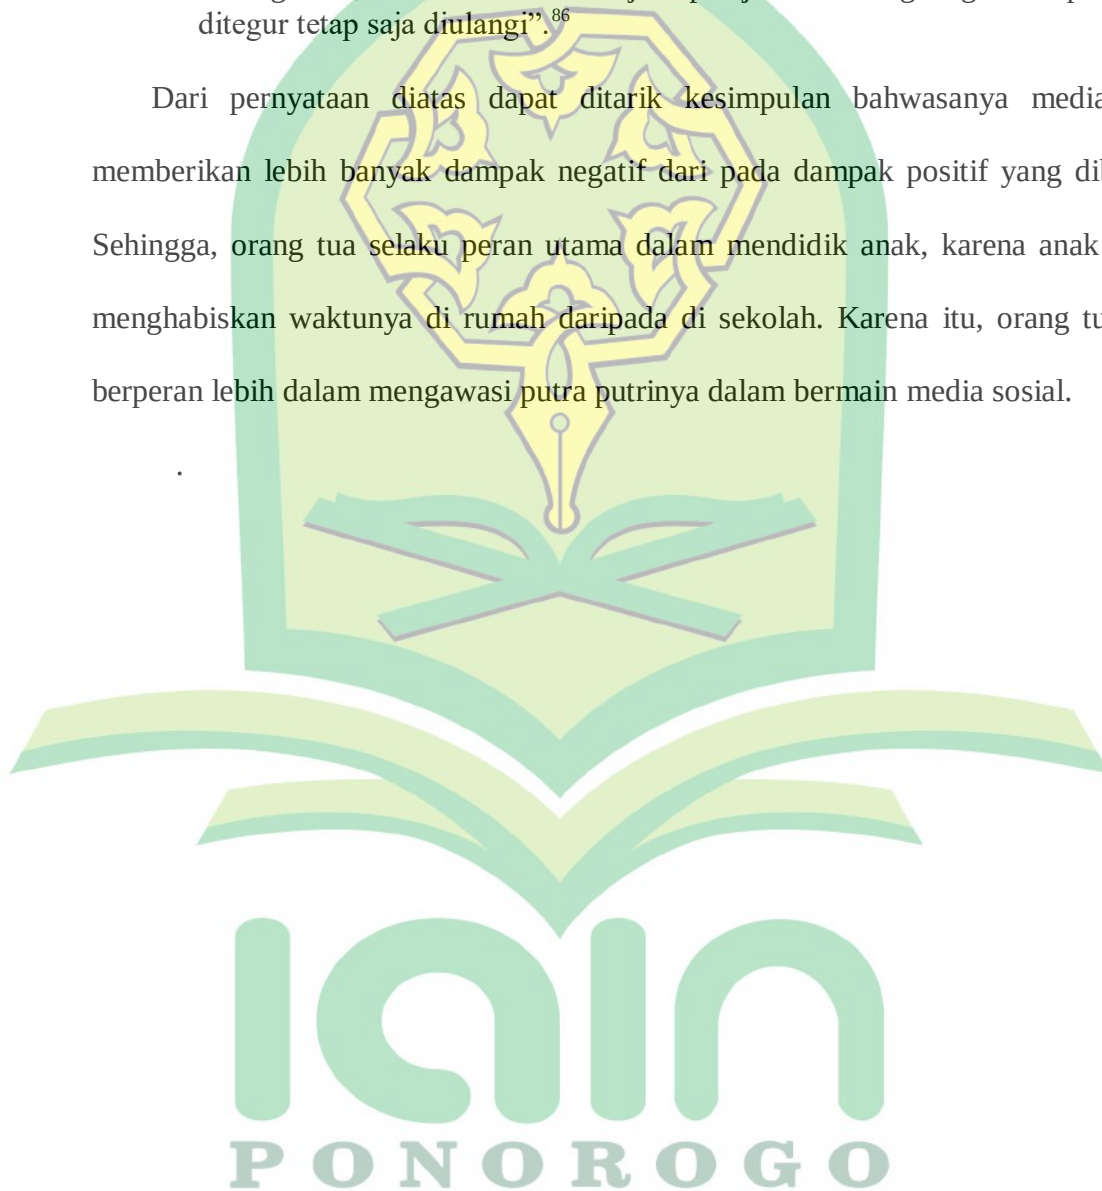 ditegur tetap saja diulangi”.86
Dari pernyataan diatas dapat ditarik kesimpulan bahwasanya media
memberikan lebih banyak dampak negatif dari pada dampak positif yang
Sehingga, orang tua selaku peran utama dalam mendidik anak, karena anak
menghabiskan waktunya di rumah daripada di sekolah. Karena itu, orang
berperan lebih dalam mengawasi putra putrinya dalam bermain media sosial.
.
IAIN
PONOROGO